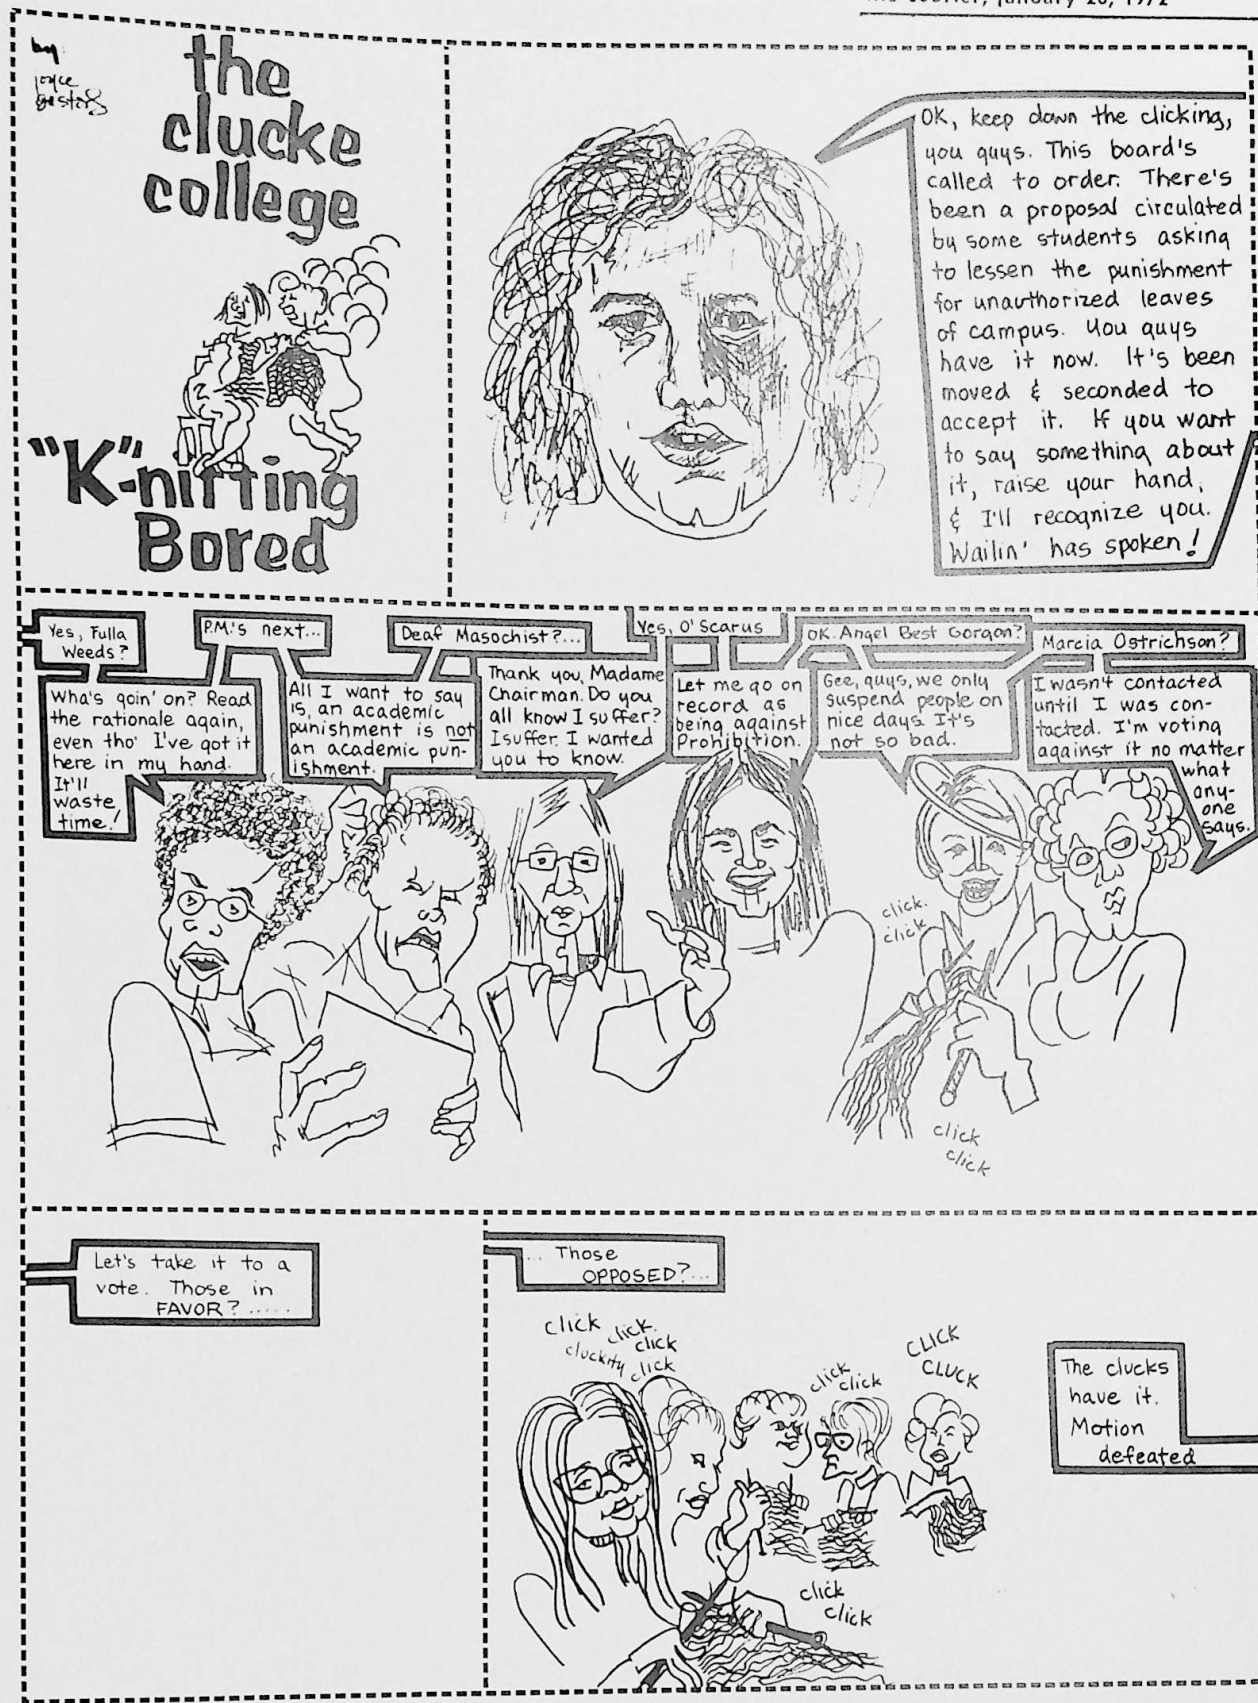 by:
joyce
the
clucke
college
"K"-nitting
Bored
OK, keep down the clicking,
you guys. This board's
called to order. There's
been a proposal circulated
by some students asking
to lessen the punishment
for unauthorized leaves
of campus. You guys
have it now. It's been
moved & seconded to
accept it. If you want
to say something about
it, raise your hand,
& I'll recognize you.
Wailin' has spoken!
Yes, Fulla
Weeds?
Wha's goin' on? Read
the rationale again,
even tho' I've got it
here in my hand.
It'll
waste
time!
P.M.'s next...
All I want to say
is, an academic
punishment is not
an academic pun-
ishment.
Deaf Masochist?...
Thank you, Madame
Chairman. Do you
all know I suffer?
I suffer. I wanted
you to know.
Yes, O'Scarus
Let me go on
record as
being against
Prohibition.
OK. Angel Best Gorgon?
Gee, guys, we only
suspend people on
nice days. It's
not so bad.
Marcia Ostrichson?
I wasn't contacted
until I was con-
tacted. I'm voting
against it no matter
what
any-
one
says.
click.
click
click
click
Let's take it to a
vote. Those in
FAVOR? .....
... Those
OPPOSED?...
click
click.
click
cluckity
click
click
click
CLICK
CLUCK
click
click
The clucks
have it.
Motion
defeated